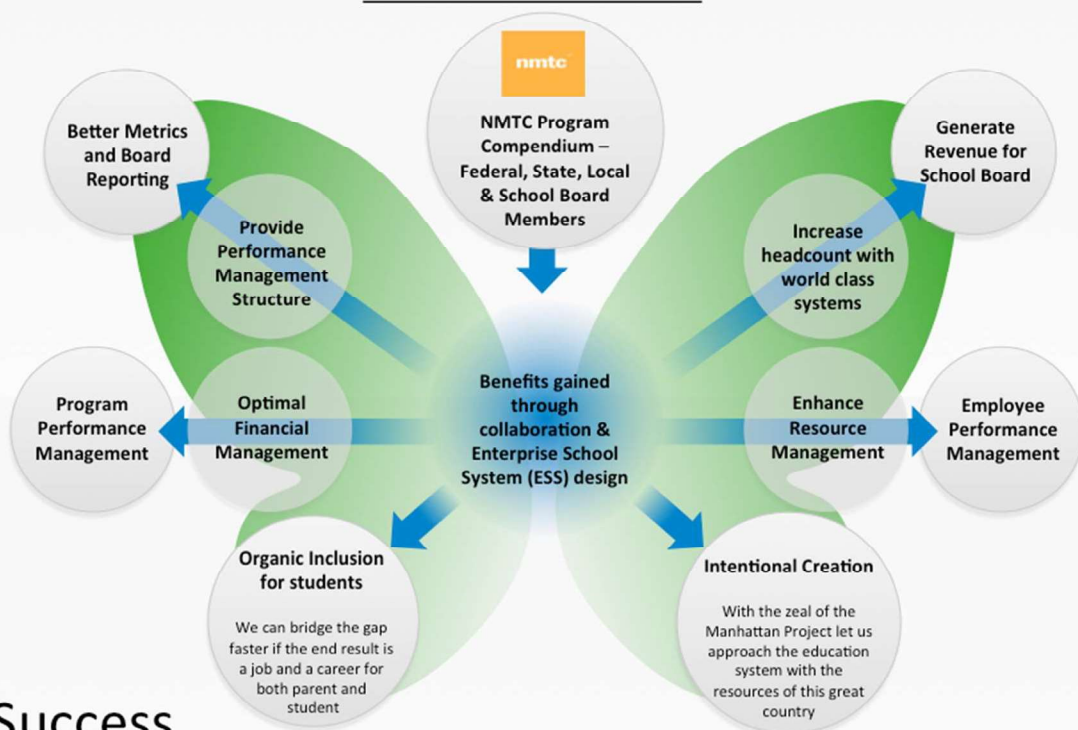 nmtc
NMTC Program
Compendium –
Federal, State, Local
& School Board
Members
Better Metrics
and Board
Reporting
Generate
Revenue for
School Board
Provide
Performance
Management
Structure
Increase
headcount with
world class
systems
Program
Performance
Management
Optimal
Financial
Management
Benefits gained
through
collaboration &
Enterprise School
System (ESS) design
Enhance
Resource
Management
Employee
Performance
Management
Organic Inclusion
for students
We can bridge the gap
faster if the end result is
a job and a career for
both parent and
student
Intentional Creation
With the zeal of the
Manhattan Project let us
approach the education
system with the
resources of this great
country
Success